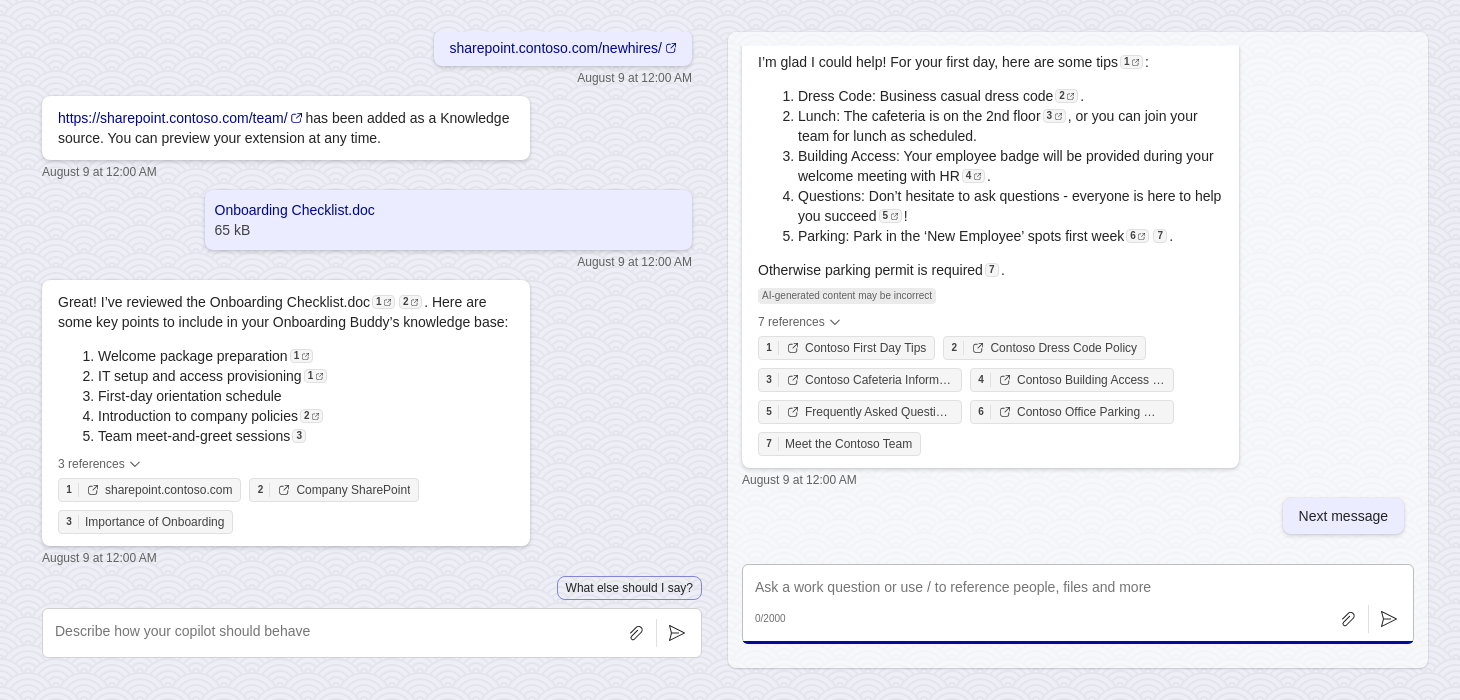 sharepoint.contoso.com/newhires/
August 9 at 12:00 AM
https://sharepoint.contoso.com/team/ has been added as a Knowledge
source. You can preview your extension at any time.
August 9 at 12:00 AM
Onboarding Checklist.doc
65 kB
August 9 at 12:00 AM
Great! I’ve reviewed the Onboarding Checklist.doc 1 2 . Here are
some key points to include in your Onboarding Buddy’s knowledge base:
1. Welcome package preparation 1
2. IT setup and access provisioning 1
3. First-day orientation schedule
4. Introduction to company policies 2
5. Team meet-and-greet sessions 3
3 references
1 sharepoint.contoso.com 2 Company SharePoint
3 Importance of Onboarding
August 9 at 12:00 AM
What else should I say?
Describe how your copilot should behave
I’m glad I could help! For your first day, here are some tips 1 :
1. Dress Code: Business casual dress code 2 .
2. Lunch: The cafeteria is on the 2nd floor 3 , or you can join your
team for lunch as scheduled.
3. Building Access: Your employee badge will be provided during your
welcome meeting with HR 4 .
4. Questions: Don’t hesitate to ask questions - everyone is here to help
you succeed 5 !
5. Parking: Park in the ‘New Employee’ spots first week 6 7 .
Otherwise parking permit is required 7 .
AI-generated content may be incorrect
7 references
1 Contoso First Day Tips 2 Contoso Dress Code Policy
3 Contoso Cafeteria Inform… 4 Contoso Building Access …
5 Frequently Asked Questi… 6 Contoso Office Parking …
7 Meet the Contoso Team
August 9 at 12:00 AM
Next message
Ask a work question or use / to reference people, files and more
0/2000